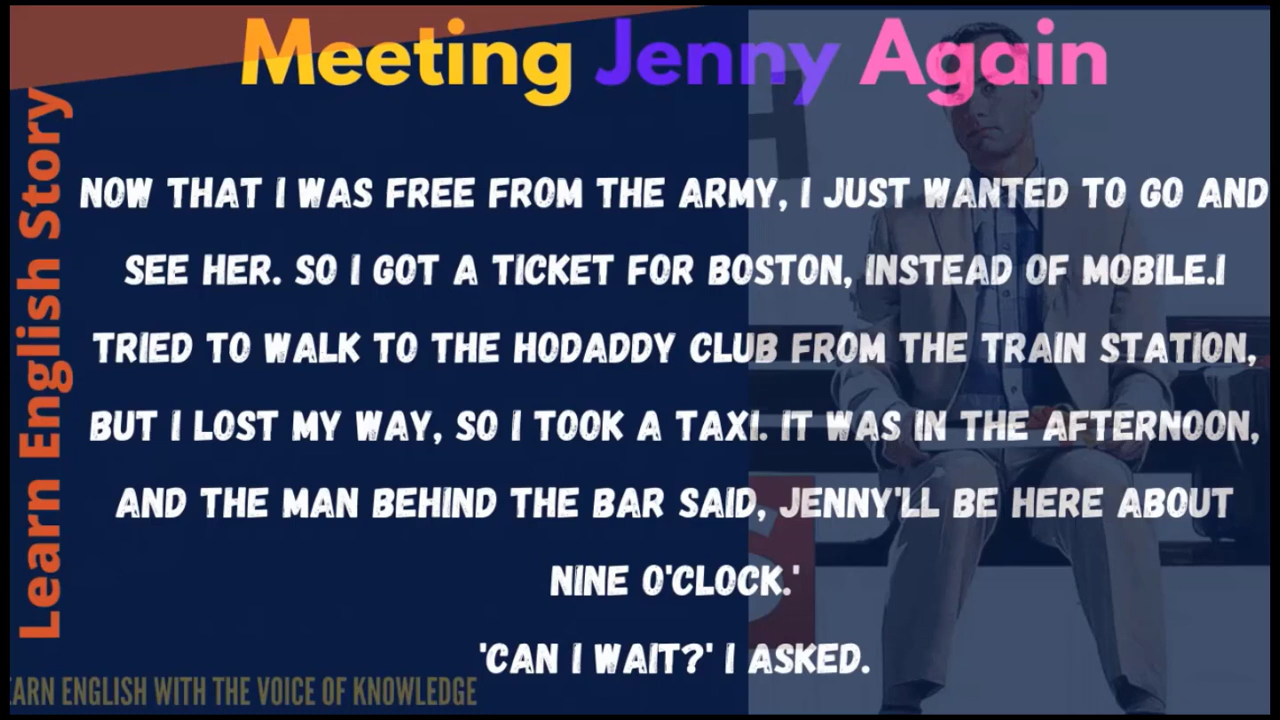 Meeting Jenny Again
Learn English Story
NOW THAT I WAS FREE FROM THE ARMY, I JUST WANTED TO GO AND
SEE HER. SO I GOT A TICKET FOR BOSTON, INSTEAD OF MOBILE.I
TRIED TO WALK TO THE HODADDY CLUB FROM THE TRAIN STATION,
BUT I LOST MY WAY, SO I TOOK A TAXI. IT WAS IN THE AFTERNOON,
AND THE MAN BEHIND THE BAR SAID, JENNY'LL BE HERE ABOUT
NINE O'CLOCK.'
'CAN I WAIT?' I ASKED.
EARN ENGLISH WITH THE VOICE OF KNOWLEDGE